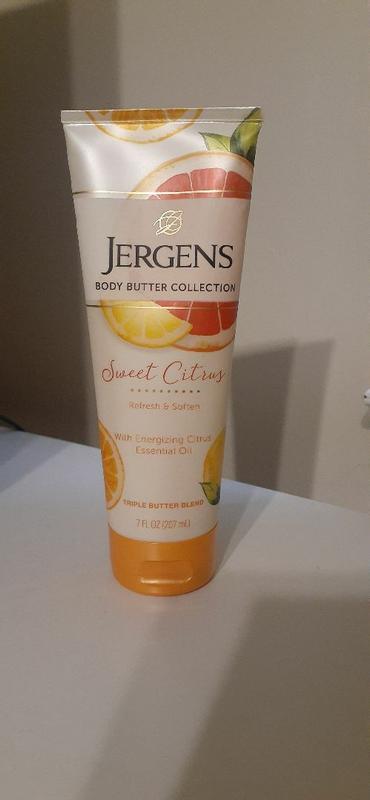 JERGENS
BODY BUTTER COLLECTION
Sweet Citrus
Refresh & Soften
With Energizing Citrus
Essential Oil
TRIPLE BUTTER BLEND
7 FL OZ (207 mL)